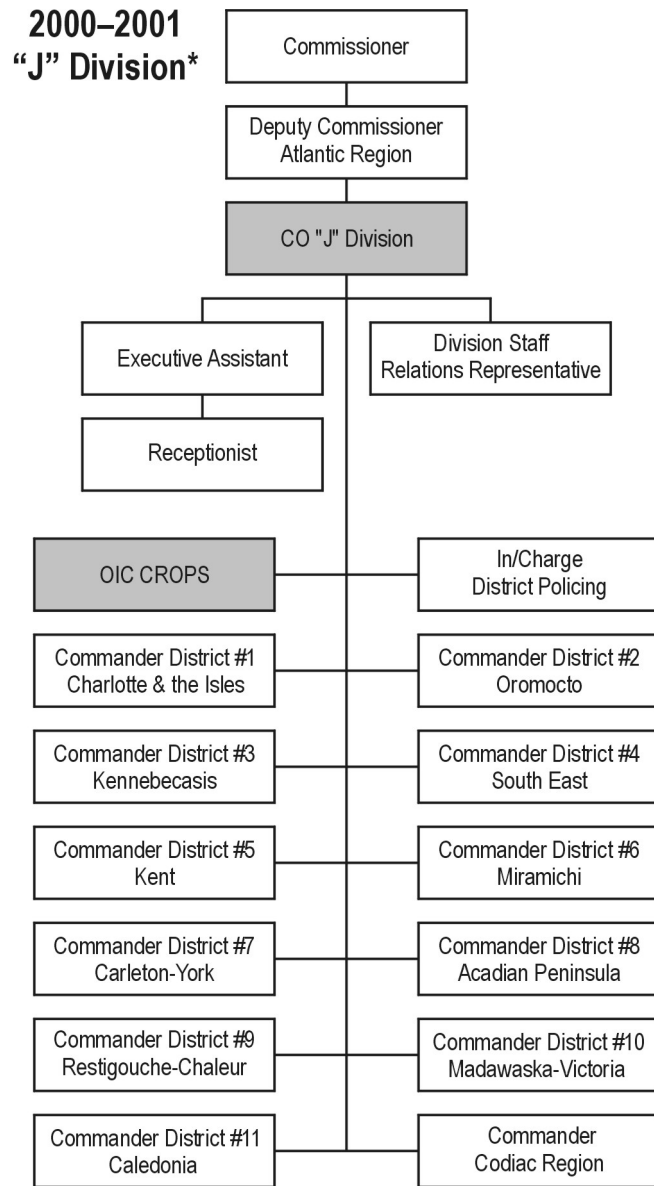 2000–2001
“J” Division*
Commissioner
Deputy Commissioner
Atlantic Region
CO "J" Division
Executive Assistant
Division Staff
Relations Representative
Receptionist
OIC CROPS
In/Charge
District Policing
Commander District #1
Charlotte & the Isles
Commander District #2
Oromocto
Commander District #3
Kennebecasis
Commander District #4
South East
Commander District #5
Kent
Commander District #6
Miramichi
Commander District #7
Carleton-York
Commander District #8
Acadian Peninsula
Commander District #9
Restigouche-Chaleur
Commander District #10
Madawaska-Victoria
Commander District #11
Caledonia
Commander
Codiac Region